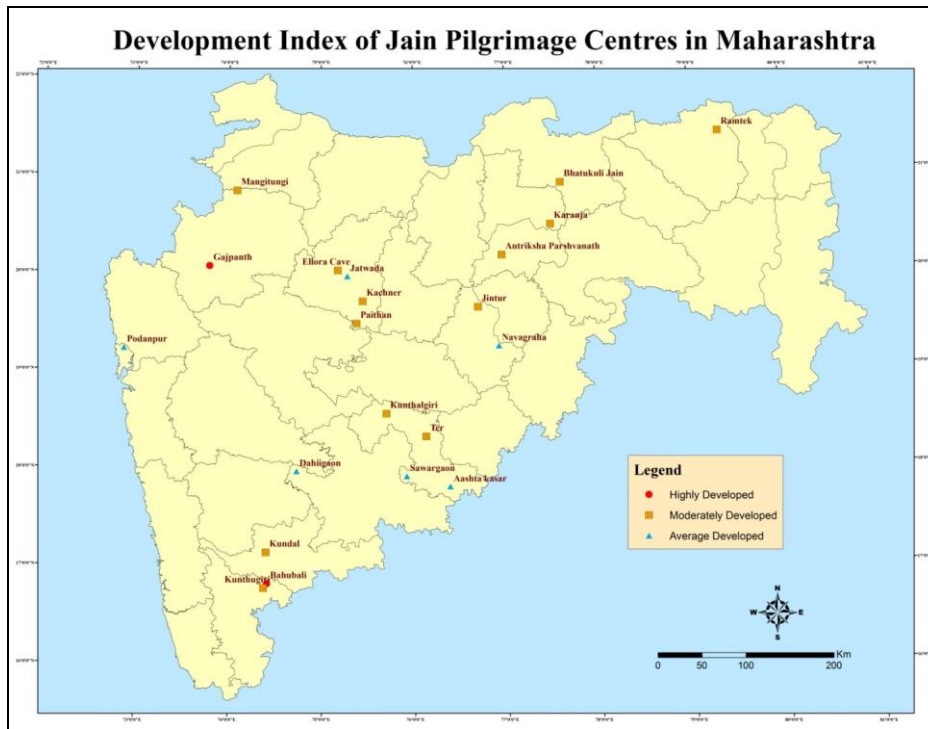 Development Index of Jain Pilgrimage Centres in Maharashtra
Ramtek
Bhatukuli Jain
Mangitungi
Karanja
Antriksha Parshvanath
Gajpanth
Ellora Cave
Jatwada
Kachner
Jintur
Paithan
Podanpur
Navagraha
Kunthalgiri
Ter
Dahiigaon
Sawargaon
Aashta kasar
Legend
Highly Developed
Moderately Developed
Average Developed
Kundal
Bahubali
N
W E
S
Km
0 50 100 200